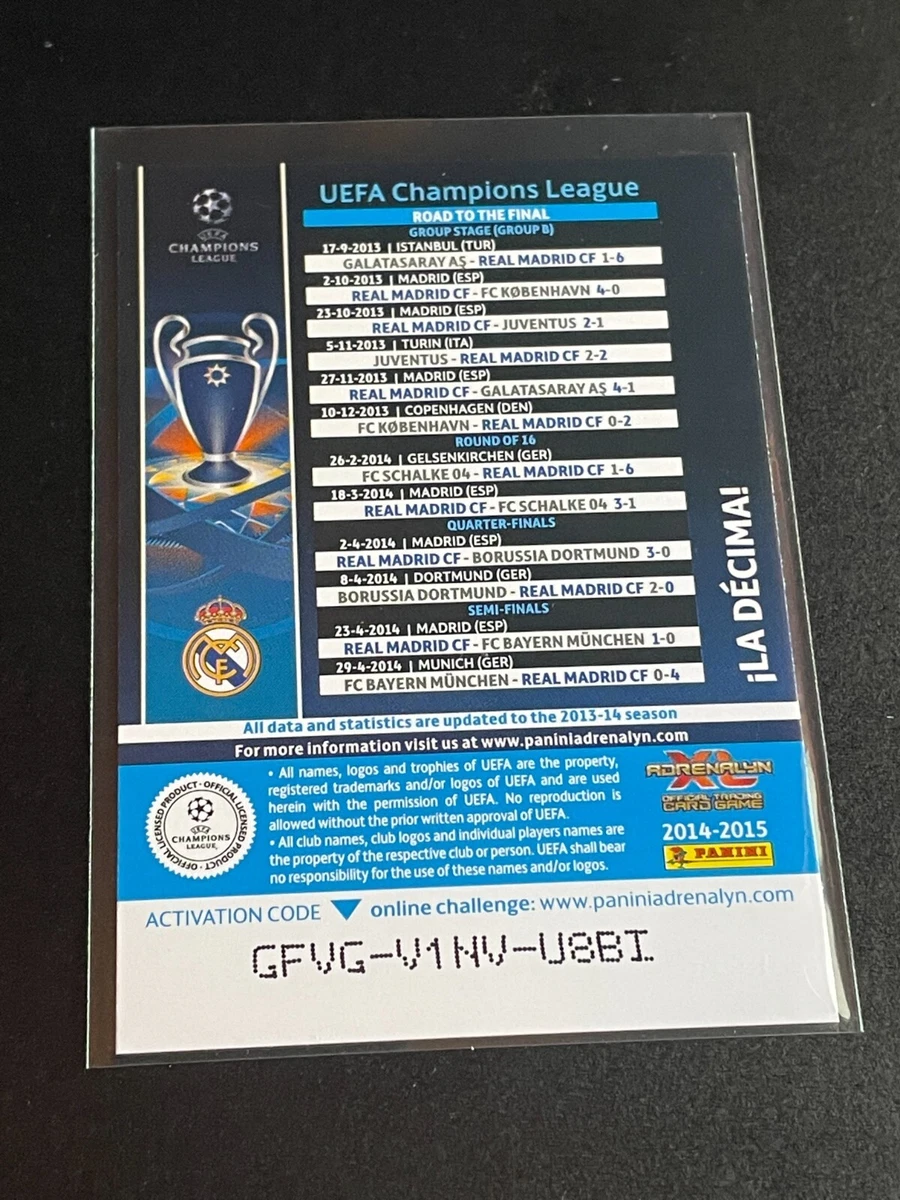 UEFA Champions League
ROAD TO THE FINAL
GROUP STAGE (GROUP B)
17-9-2013 | ISTANBUL (TUR)
GALATASARAY AŞ - REAL MADRID CF 1-6
2-10-2013 | MADRID (ESP)
REAL MADRID CF - FC KØBENHAVN 4-0
23-10-2013 | MADRID (ESP)
REAL MADRID CF - JUVENTUS 2-1
5-11-2013 | TURIN (ITA)
JUVENTUS - REAL MADRID CF 2-2
27-11-2013 | MADRID (ESP)
REAL MADRID CF - GALATASARAY AŞ 4-1
10-12-2013 | COPENHAGEN (DEN)
FC KØBENHAVN - REAL MADRID CF 0-2
ROUND OF 16
26-2-2014 | GELSENKIRCHEN (GER)
FC SCHALKE 04 - REAL MADRID CF 1-6
18-3-2014 | MADRID (ESP)
REAL MADRID CF - FC SCHALKE 04 3-1
QUARTER-FINALS
2-4-2014 | MADRID (ESP)
REAL MADRID CF - BORUSSIA DORTMUND 3-0
8-4-2014 | DORTMUND (GER)
BORUSSIA DORTMUND - REAL MADRID CF 2-0
SEMI-FINALS
23-4-2014 | MADRID (ESP)
REAL MADRID CF - FC BAYERN MÜNCHEN 1-0
29-4-2014 | MUNICH (GER)
FC BAYERN MÜNCHEN - REAL MADRID CF 0-4
UEFA
CHAMPIONS
LEAGUE
¡LA DÉCIMA!
All data and statistics are updated to the 2013-14 season
For more information visit us at www.paniniadrenalyn.com
• All names, logos and trophies of UEFA are the property,
registered trademarks and/or logos of UEFA and are used
herein with the permission of UEFA. No reproduction is
allowed without the prior written approval of UEFA.
• All club names, club logos and individual players names are
the property of the respective club or person. UEFA shall bear
no responsibility for the use of these names and/or logos.
OFFICIAL LICENSED PRODUCT · OFFICIAL LICENSED PRODUCT ·
UEFA
CHAMPIONS
LEAGUE
ADRENALYN
XL
OFFICIAL TRADING
CARD GAME
2014-2015
PANINI
ACTIVATION CODE ▼ online challenge: www.paniniadrenalyn.com
GFVG-V1NV-U8BI